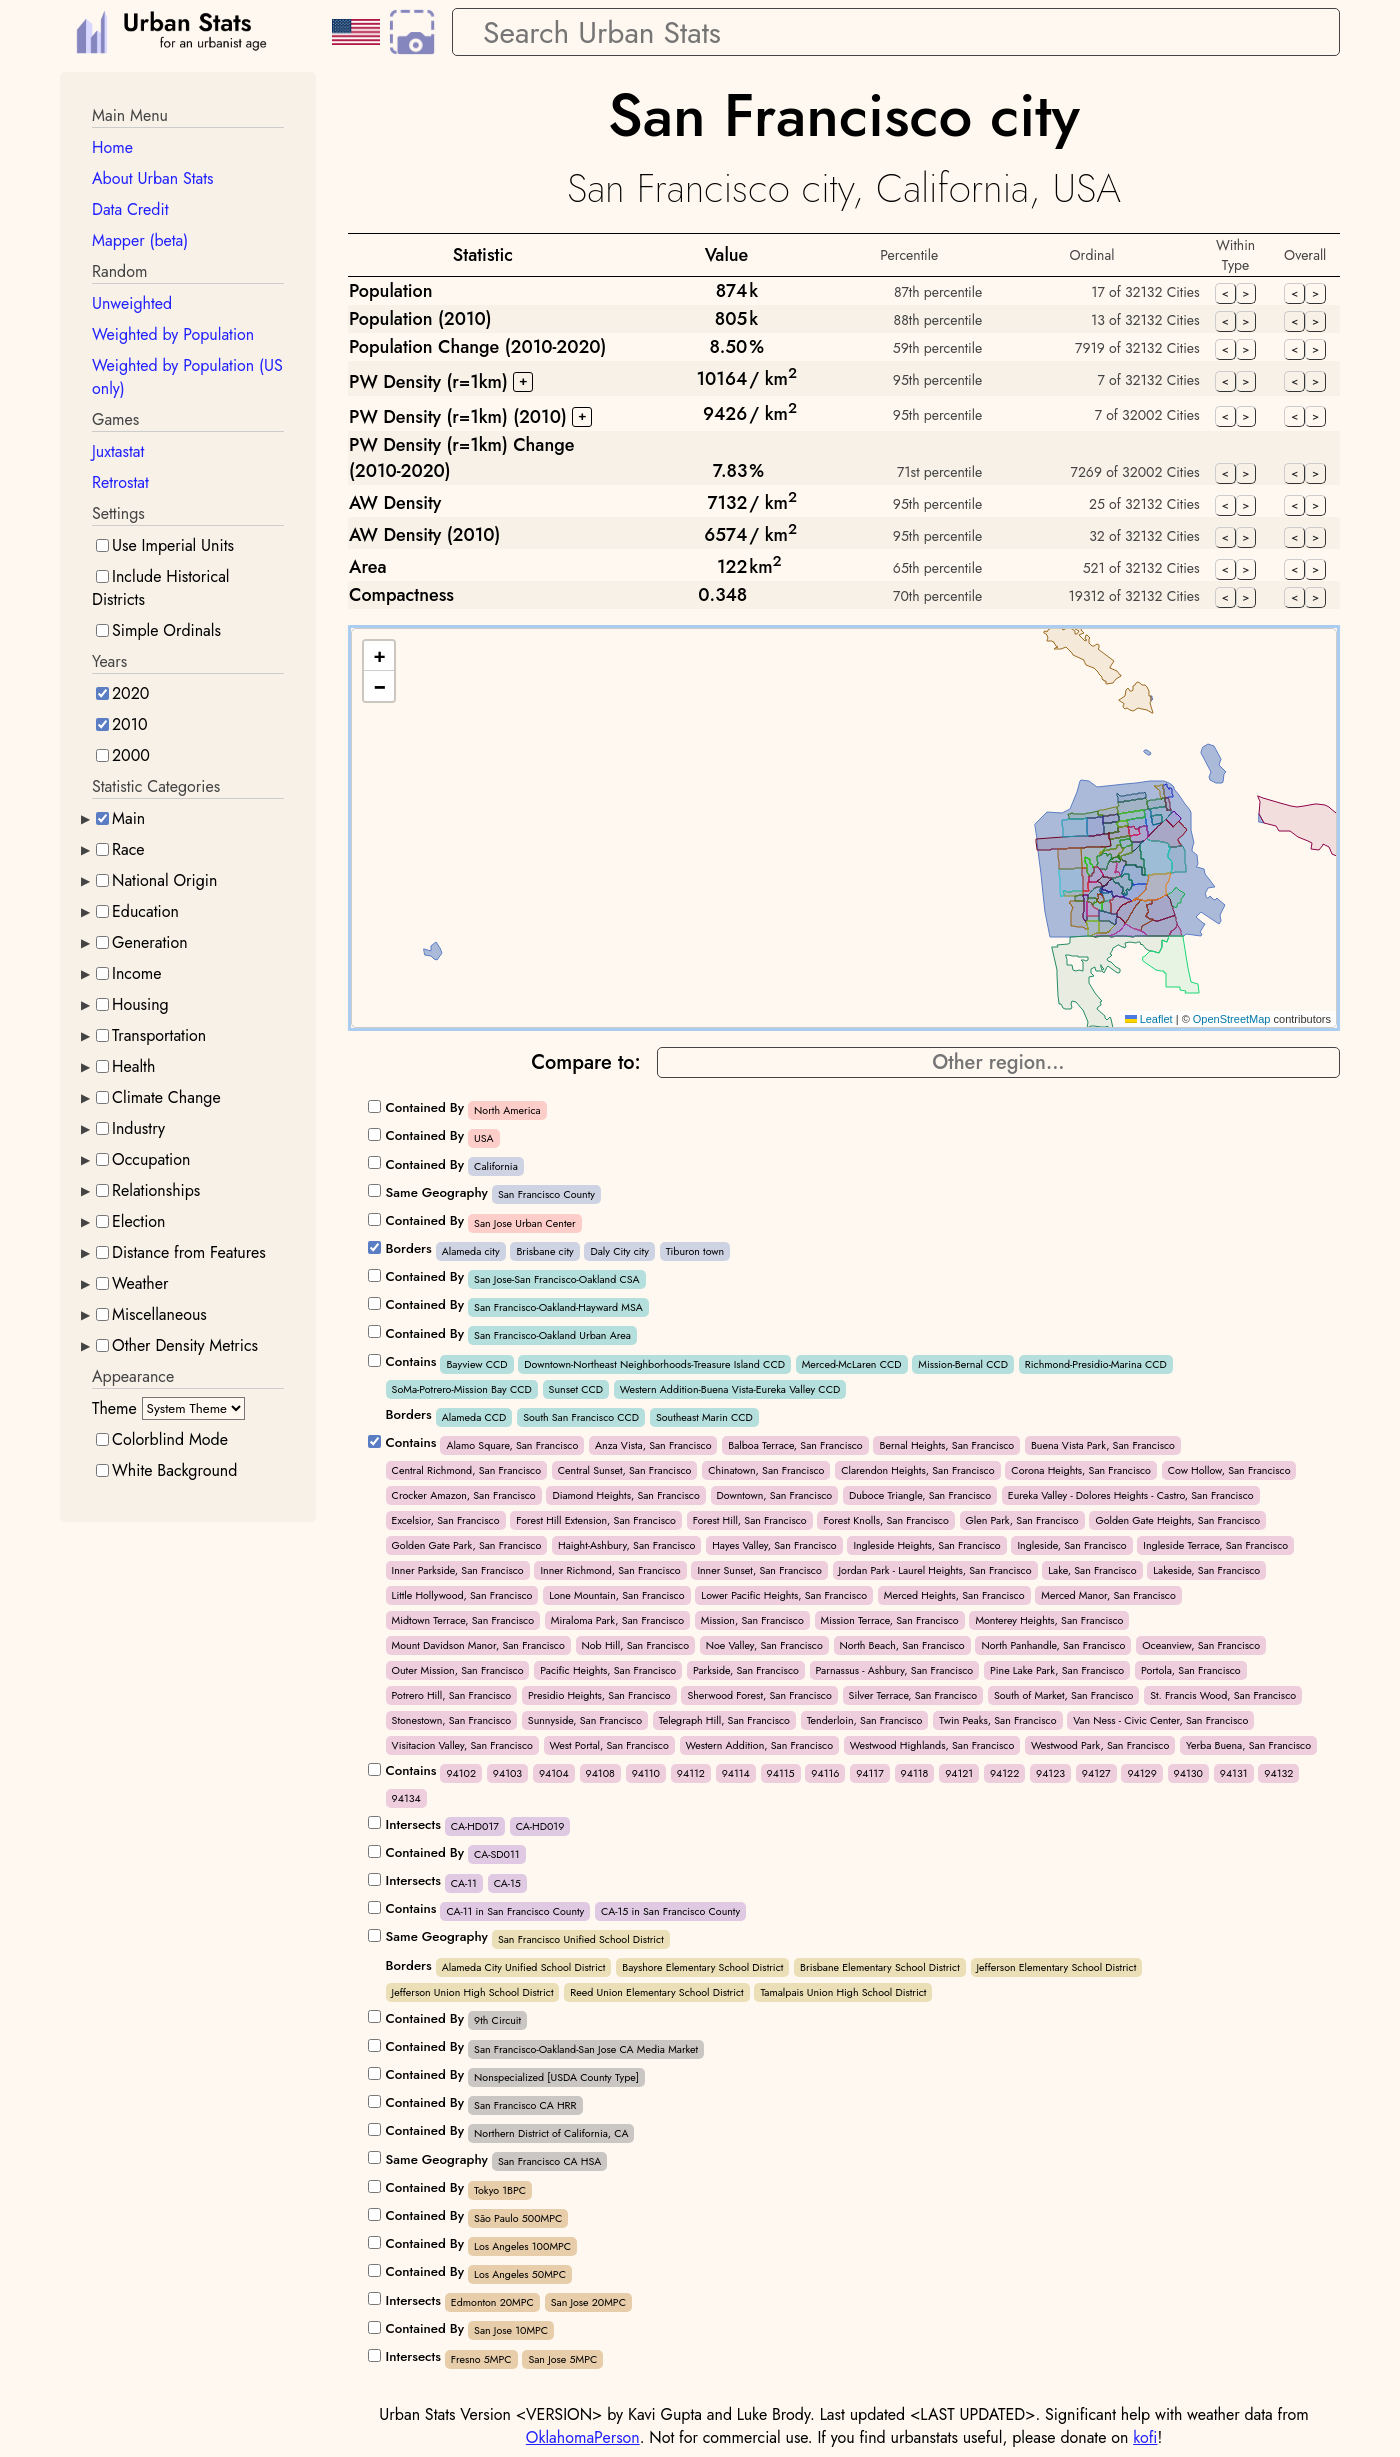 Urban Stats
for an urbanist age
Search Urban Stats
Main Menu
Home
About Urban Stats
Data Credit
Mapper (beta)
Random
Unweighted
Weighted by Population
Weighted by Population (US
only)
Games
Juxtastat
Retrostat
Settings
Use Imperial Units
Include Historical
Districts
Simple Ordinals
Years
2020
2010
2000
Statistic Categories
Main
Race
National Origin
Education
Generation
Income
Housing
Transportation
Health
Climate Change
Industry
Occupation
Relationships
Election
Distance from Features
Weather
Miscellaneous
Other Density Metrics
Appearance
Theme System Theme
Colorblind Mode
White Background
San Francisco city
San Francisco city, California, USA
Statistic Value Percentile Ordinal Within Type Overall
Population 874k 87th percentile 17 of 32132 Cities < > < >
Population (2010) 805k 88th percentile 13 of 32132 Cities < > < >
Population Change (2010-2020) 8.50% 59th percentile 7919 of 32132 Cities < > < >
PW Density (r=1km) + 10164 / km² 95th percentile 7 of 32132 Cities < > < >
PW Density (r=1km) (2010) + 9426 / km² 95th percentile 7 of 32002 Cities < > < >
PW Density (r=1km) Change
(2010-2020) 7.83% 71st percentile 7269 of 32002 Cities < > < >
AW Density 7132 / km² 95th percentile 25 of 32132 Cities < > < >
AW Density (2010) 6574 / km² 95th percentile 32 of 32132 Cities < > < >
Area 122 km² 65th percentile 521 of 32132 Cities < > < >
Compactness 0.348 70th percentile 19312 of 32132 Cities < > < >
+
−
Leaflet | © OpenStreetMap contributors
Compare to: Other region...
Contained By North America
Contained By USA
Contained By California
Same Geography San Francisco County
Contained By San Jose Urban Center
Borders Alameda city Brisbane city Daly City city Tiburon town
Contained By San Jose-San Francisco-Oakland CSA
Contained By San Francisco-Oakland-Hayward MSA
Contained By San Francisco-Oakland Urban Area
Contains Bayview CCD Downtown-Northeast Neighborhoods-Treasure Island CCD Merced-McLaren CCD Mission-Bernal CCD Richmond-Presidio-Marina CCD
SoMa-Potrero-Mission Bay CCD Sunset CCD Western Addition-Buena Vista-Eureka Valley CCD
Borders Alameda CCD South San Francisco CCD Southeast Marin CCD
Contains Alamo Square, San Francisco Anza Vista, San Francisco Balboa Terrace, San Francisco Bernal Heights, San Francisco Buena Vista Park, San Francisco
Central Richmond, San Francisco Central Sunset, San Francisco Chinatown, San Francisco Clarendon Heights, San Francisco Corona Heights, San Francisco Cow Hollow, San Francisco
Crocker Amazon, San Francisco Diamond Heights, San Francisco Downtown, San Francisco Duboce Triangle, San Francisco Eureka Valley - Dolores Heights - Castro, San Francisco
Excelsior, San Francisco Forest Hill Extension, San Francisco Forest Hill, San Francisco Forest Knolls, San Francisco Glen Park, San Francisco Golden Gate Heights, San Francisco
Golden Gate Park, San Francisco Haight-Ashbury, San Francisco Hayes Valley, San Francisco Ingleside Heights, San Francisco Ingleside, San Francisco Ingleside Terrace, San Francisco
Inner Parkside, San Francisco Inner Richmond, San Francisco Inner Sunset, San Francisco Jordan Park - Laurel Heights, San Francisco Lake, San Francisco Lakeside, San Francisco
Little Hollywood, San Francisco Lone Mountain, San Francisco Lower Pacific Heights, San Francisco Merced Heights, San Francisco Merced Manor, San Francisco
Midtown Terrace, San Francisco Miraloma Park, San Francisco Mission, San Francisco Mission Terrace, San Francisco Monterey Heights, San Francisco
Mount Davidson Manor, San Francisco Nob Hill, San Francisco Noe Valley, San Francisco North Beach, San Francisco North Panhandle, San Francisco Oceanview, San Francisco
Outer Mission, San Francisco Pacific Heights, San Francisco Parkside, San Francisco Parnassus - Ashbury, San Francisco Pine Lake Park, San Francisco Portola, San Francisco
Potrero Hill, San Francisco Presidio Heights, San Francisco Sherwood Forest, San Francisco Silver Terrace, San Francisco South of Market, San Francisco St. Francis Wood, San Francisco
Stonestown, San Francisco Sunnyside, San Francisco Telegraph Hill, San Francisco Tenderloin, San Francisco Twin Peaks, San Francisco Van Ness - Civic Center, San Francisco
Visitacion Valley, San Francisco West Portal, San Francisco Western Addition, San Francisco Westwood Highlands, San Francisco Westwood Park, San Francisco Yerba Buena, San Francisco
Contains 94102 94103 94104 94108 94110 94112 94114 94115 94116 94117 94118 94121 94122 94123 94127 94129 94130 94131 94132
94134
Intersects CA-HD017 CA-HD019
Contained By CA-SD011
Intersects CA-11 CA-15
Contains CA-11 in San Francisco County CA-15 in San Francisco County
Same Geography San Francisco Unified School District
Borders Alameda City Unified School District Bayshore Elementary School District Brisbane Elementary School District Jefferson Elementary School District
Jefferson Union High School District Reed Union Elementary School District Tamalpais Union High School District
Contained By 9th Circuit
Contained By San Francisco-Oakland-San Jose CA Media Market
Contained By Nonspecialized [USDA County Type]
Contained By San Francisco CA HRR
Contained By Northern District of California, CA
Same Geography San Francisco CA HSA
Contained By Tokyo 1BPC
Contained By São Paulo 500MPC
Contained By Los Angeles 100MPC
Contained By Los Angeles 50MPC
Intersects Edmonton 20MPC San Jose 20MPC
Contained By San Jose 10MPC
Intersects Fresno 5MPC San Jose 5MPC
Urban Stats Version <VERSION> by Kavi Gupta and Luke Brody. Last updated <LAST UPDATED>. Significant help with weather data from
OklahomaPerson. Not for commercial use. If you find urbanstats useful, please donate on kofi!